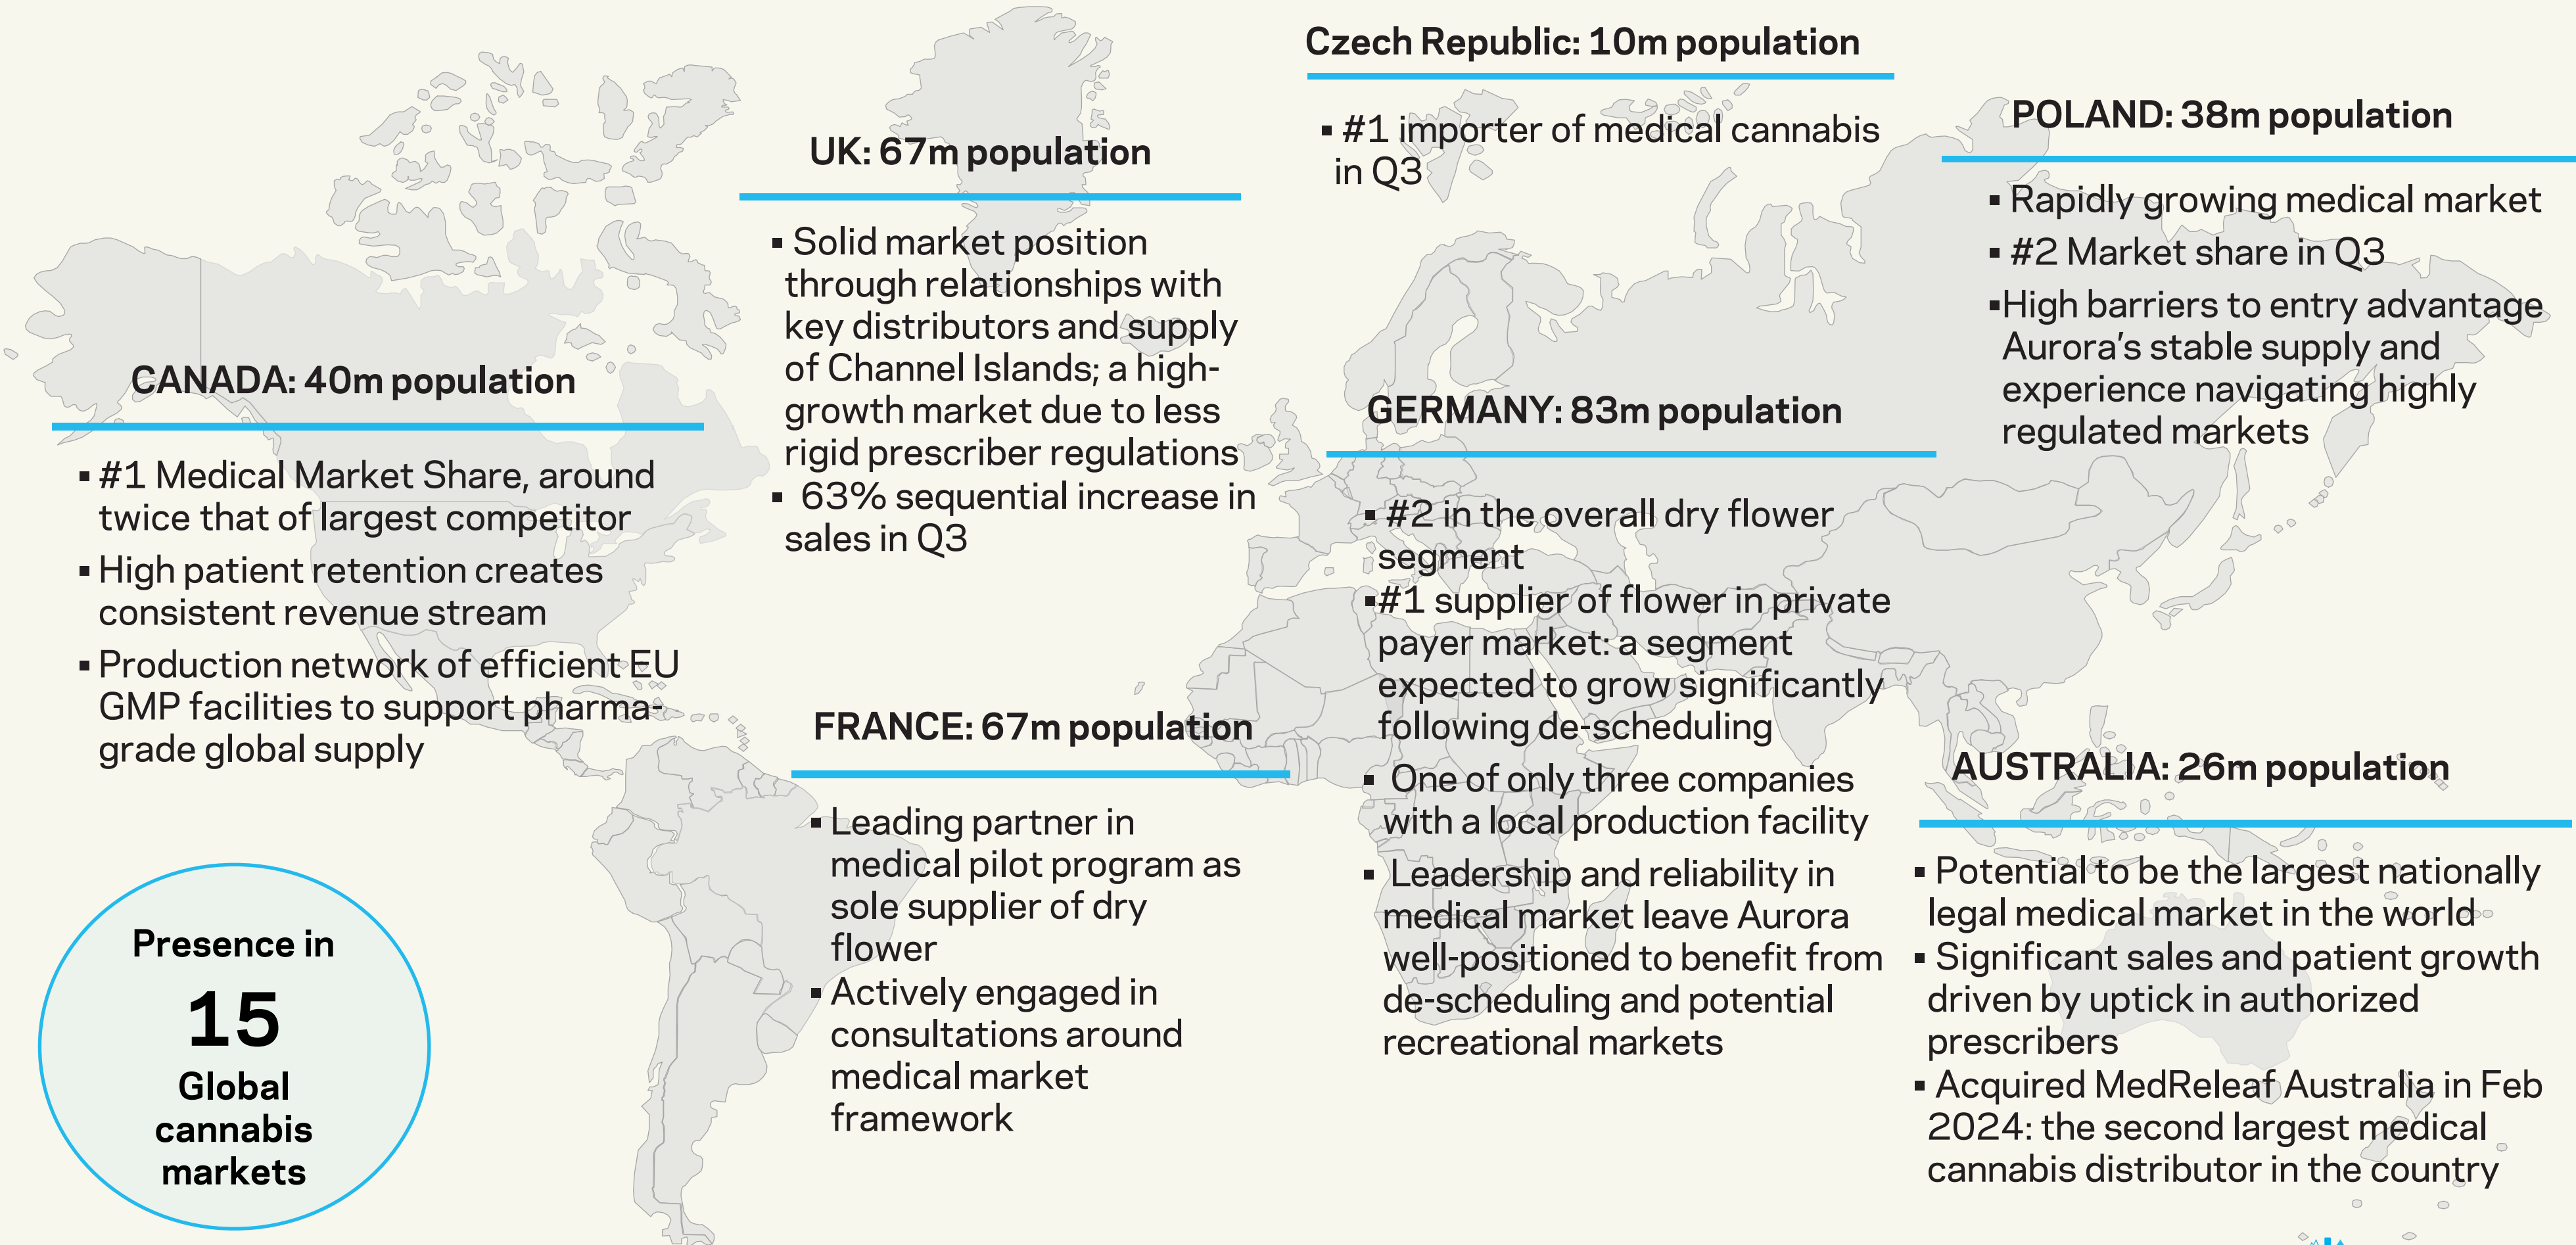 CANADA: 40m population
▪ #1 Medical Market Share, around
twice that of largest competitor
▪ High patient retention creates
consistent revenue stream
▪ Production network of efficient EU
GMP facilities to support pharma-
grade global supply
Presence in
15
Global
cannabis
markets
UK: 67m population
▪ Solid market position
through relationships with
key distributors and supply
of Channel Islands; a high-
growth market due to less
rigid prescriber regulations
▪ 63% sequential increase in
sales in Q3
FRANCE: 67m population
▪ Leading partner in
medical pilot program as
sole supplier of dry
flower
▪ Actively engaged in
consultations around
medical market
framework
Czech Republic: 10m population
▪ #1 importer of medical cannabis
in Q3
GERMANY: 83m population
▪ #2 in the overall dry flower
segment
▪#1 supplier of flower in private
payer market: a segment
expected to grow significantly
following de-scheduling
▪ One of only three companies
with a local production facility
▪ Leadership and reliability in
medical market leave Aurora
well-positioned to benefit from
de-scheduling and potential
recreational markets
POLAND: 38m population
▪ Rapidly growing medical market
▪ #2 Market share in Q3
▪High barriers to entry advantage
Aurora’s stable supply and
experience navigating highly
regulated markets
AUSTRALIA: 26m population
▪ Potential to be the largest nationally
legal medical market in the world
▪ Significant sales and patient growth
driven by uptick in authorized
prescribers
▪ Acquired MedReleaf Australia in Feb
2024: the second largest medical
cannabis distributor in the country